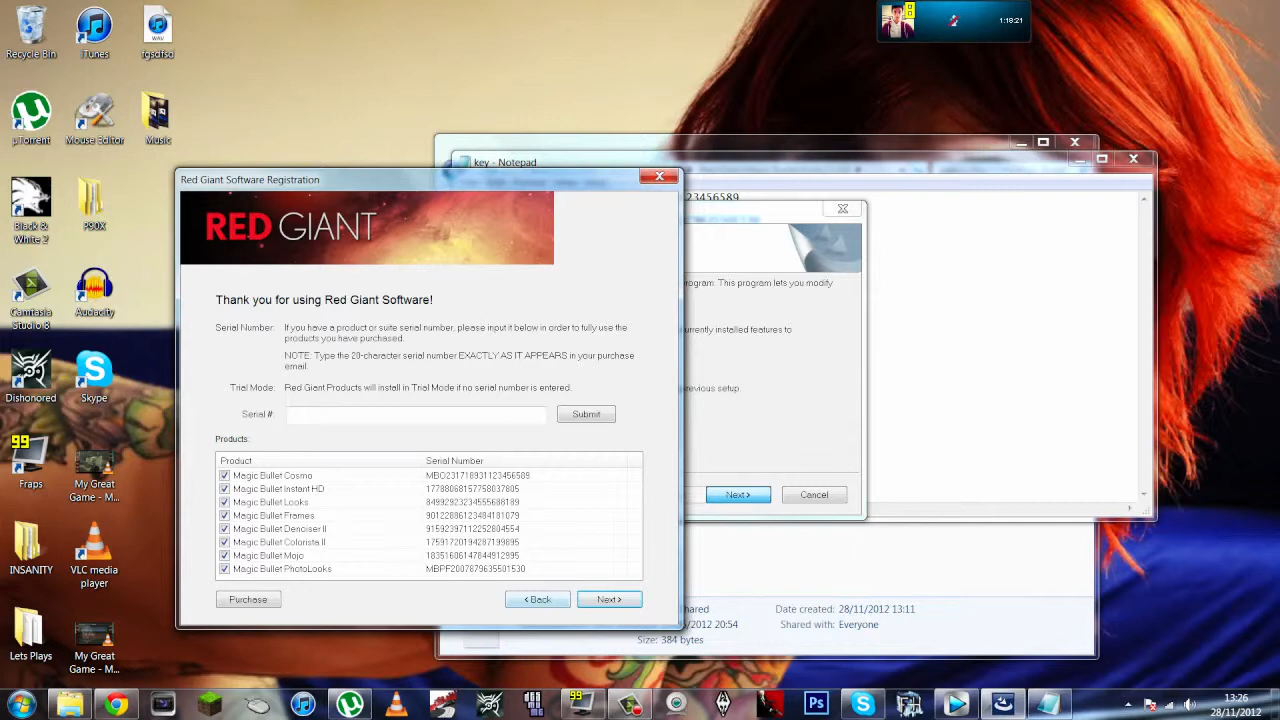 Recycle Bin
iTunes
fgsdfsd
µTorrent
Mouse Editor
Music
Black & White 2
PSOX
Camtasia Studio 8
Audacity
Dishonored
Skype
99
Fraps
My Great Game - M...
INSANITY
VLC media player
Lets Plays
My Great Game - M...
1:18:21
key - Notepad
23456589
Red Giant Software Registration
RED GIANT
Thank you for using Red Giant Software!
Serial Number: If you have a product or suite serial number, please input it below in order to fully use the
products you have purchased.
NOTE: Type the 20-character serial number EXACTLY AS IT APPEARS in your purchase
email.
Trial Mode: Red Giant Products will install in Trial Mode if no serial number is entered.
Serial #: Submit
Products:
Product Serial Number
Magic Bullet Cosmo MBO231718931123456589
Magic Bullet Instant HD
Magic Bullet Looks
Magic Bullet Frames
Magic Bullet Denoiser II
Magic Bullet Colorista II
Magic Bullet Mojo
Magic Bullet PhotoLooks
Purchase < Back Next >
rogram. This program lets you modify
urrently installed features to
previous setup.
Next > Cancel
hared Date created: 28/11/2012 13:11
/2012 20:54 Shared with: Everyone
Size: 384 bytes
99
Ps
13:26
28/11/2012